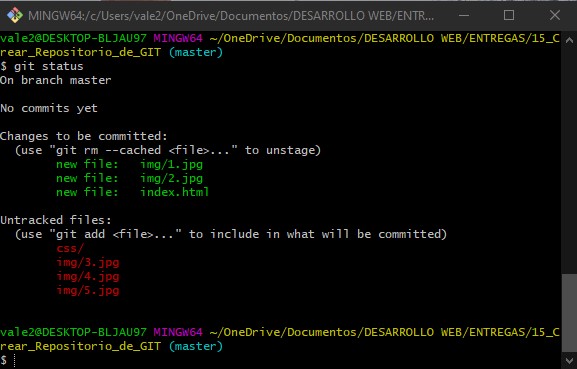 MINGW64:/c/Users/vale2/OneDrive/Documentos/DESARROLLO WEB/ENTR...
vale2@DESKTOP-BLJAU97 MINGW64 ~/OneDrive/Documentos/DESARROLLO WEB/ENTREGAS/15_C
rear_Repositorio_de_GIT (master)
$ git status
On branch master
No commits yet
Changes to be committed:
(use "git rm --cached <file>..." to unstage)
new file:   img/1.jpg
new file:   img/2.jpg
new file:   index.html
Untracked files:
(use "git add <file>..." to include in what will be committed)
css/
img/3.jpg
img/4.jpg
img/5.jpg
vale2@DESKTOP-BLJAU97 MINGW64 ~/OneDrive/Documentos/DESARROLLO WEB/ENTREGAS/15_C
rear_Repositorio_de_GIT (master)
$